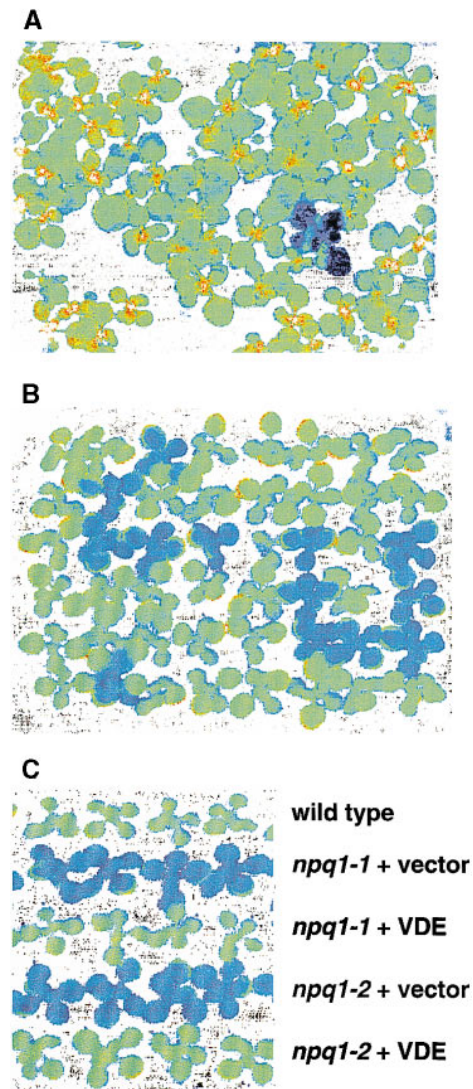 A
B
C
wild type
npq1-1 + vector
npq1-1 + VDE
npq1-2 + vector
npq1-2 + VDE